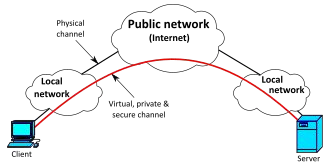 Physical
channel
Public network
(Internet)
Local
network
Local
network
Virtual, private &
secure channel
Client
Server